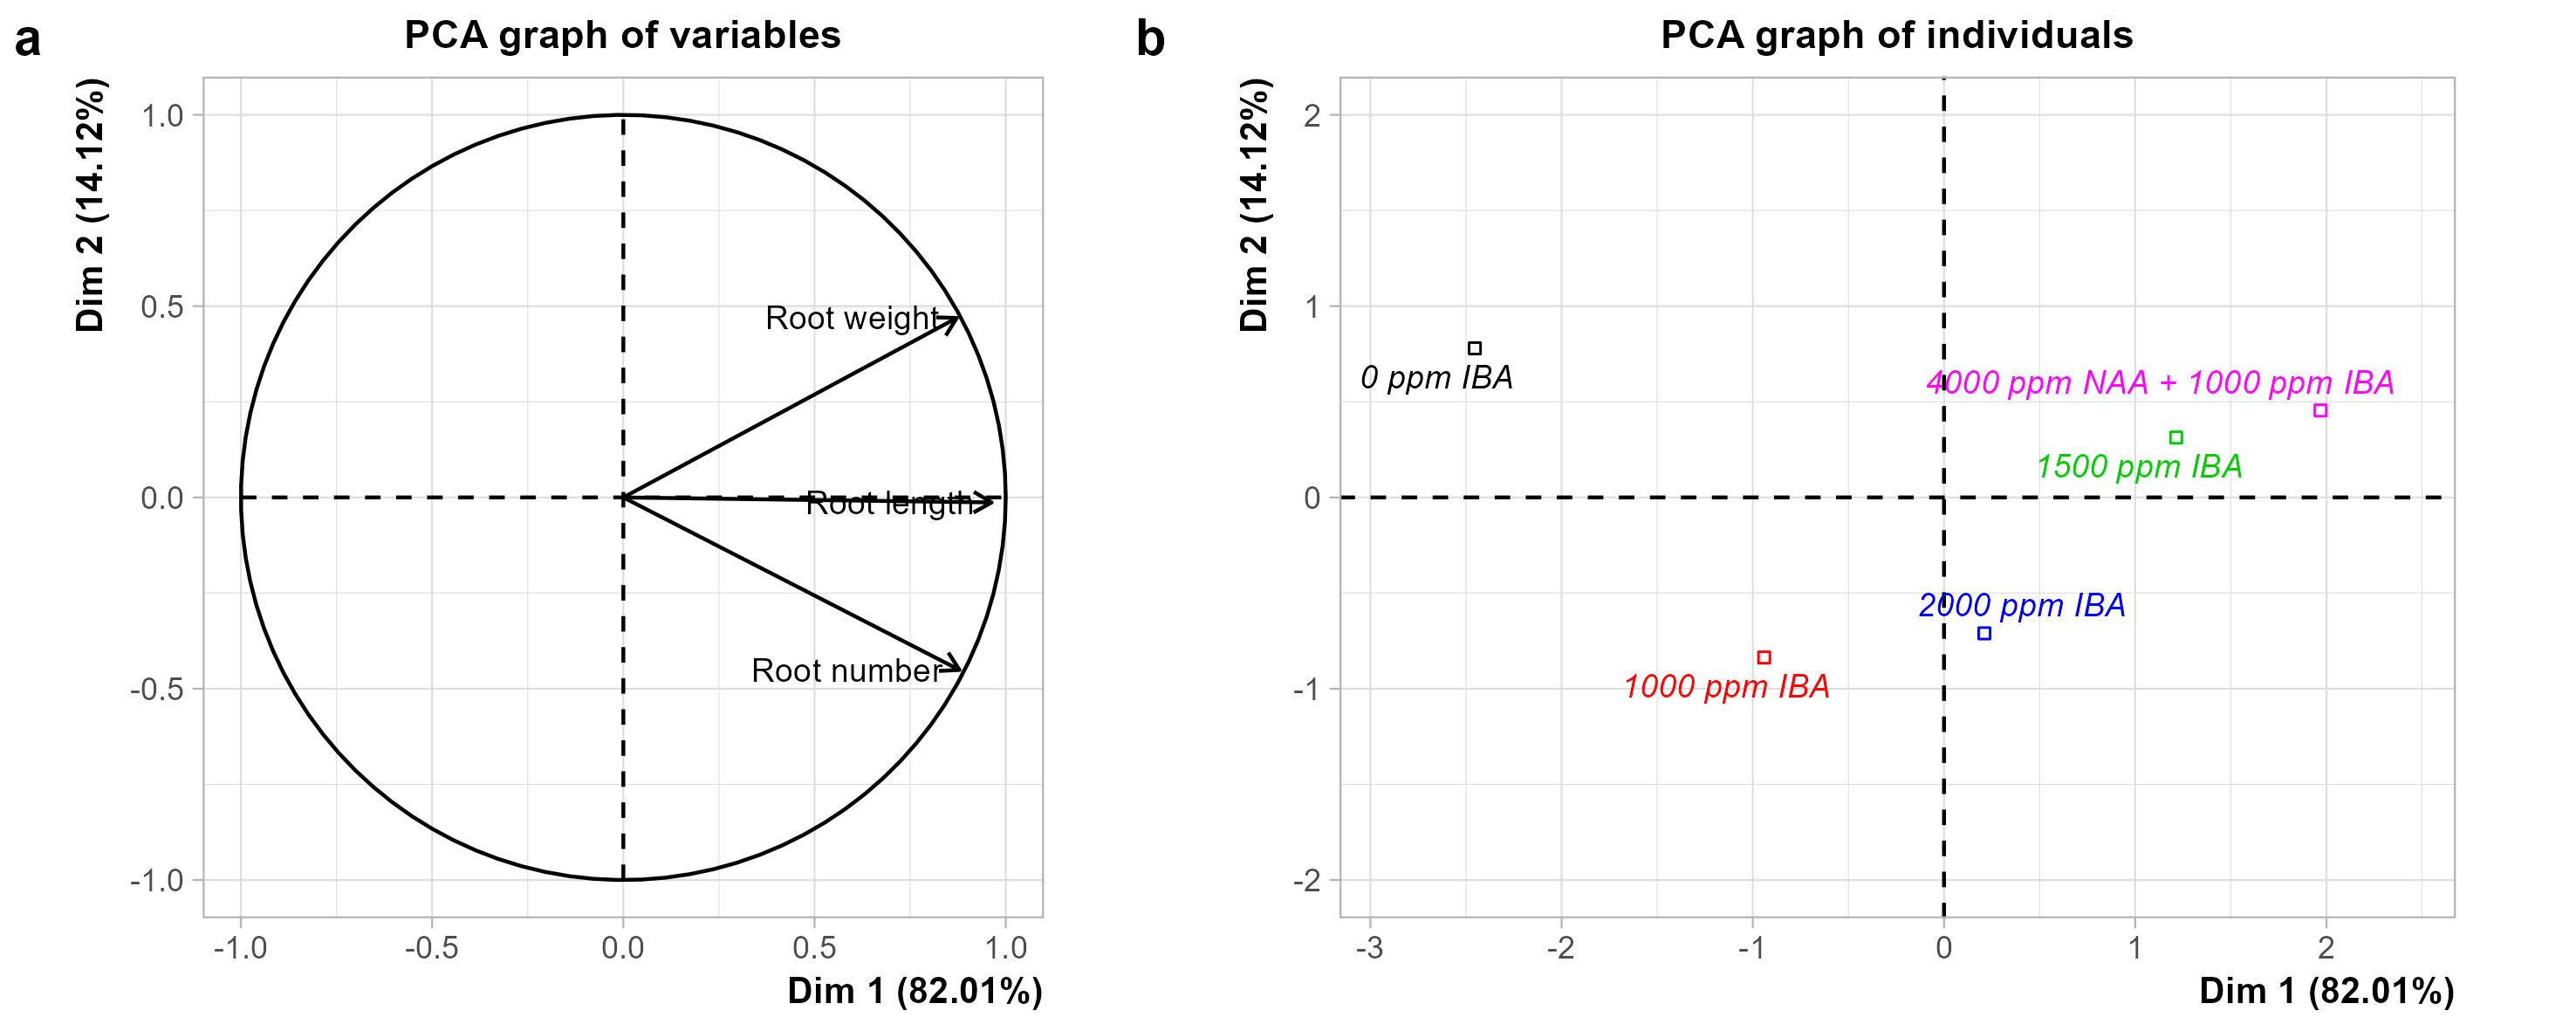 a
PCA graph of variables
Dim 2 (14.12%)
1.0
0.5
0.0
-0.5
-1.0
Root weight
Root length
Root number
-1.0 -0.5 0.0 0.5 1.0
Dim 1 (82.01%)
b
PCA graph of individuals
Dim 2 (14.12%)
2
1
0
-1
-2
0 ppm IBA
4000 ppm NAA + 1000 ppm IBA
1500 ppm IBA
2000 ppm IBA
1000 ppm IBA
-3 -2 -1 0 1 2
Dim 1 (82.01%)